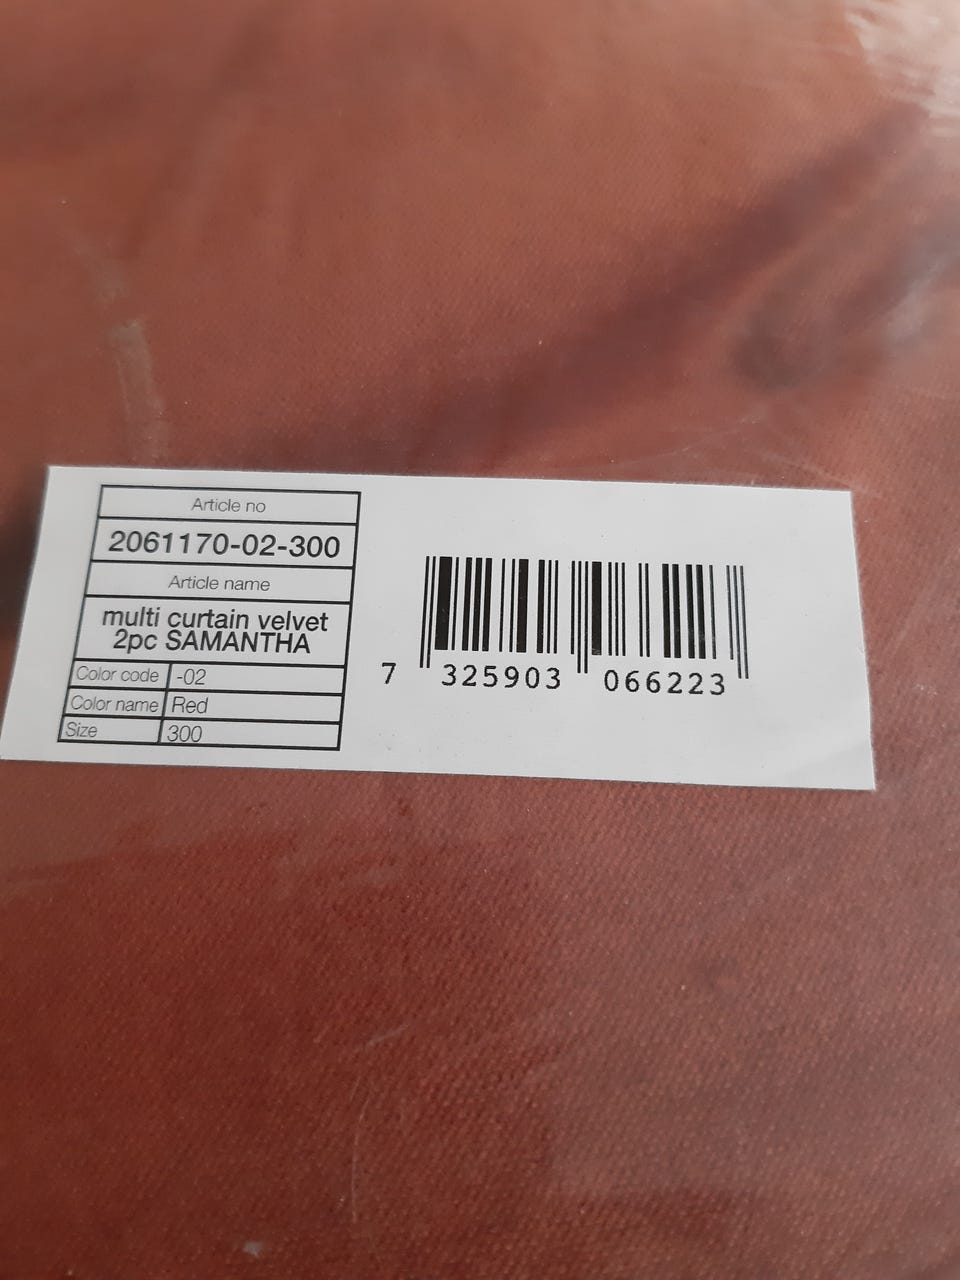 Article no
2061170-02-300
Article name
multi curtain velvet
2pc SAMANTHA
Color code -02
Color name Red
Size 300
7 325903 066223